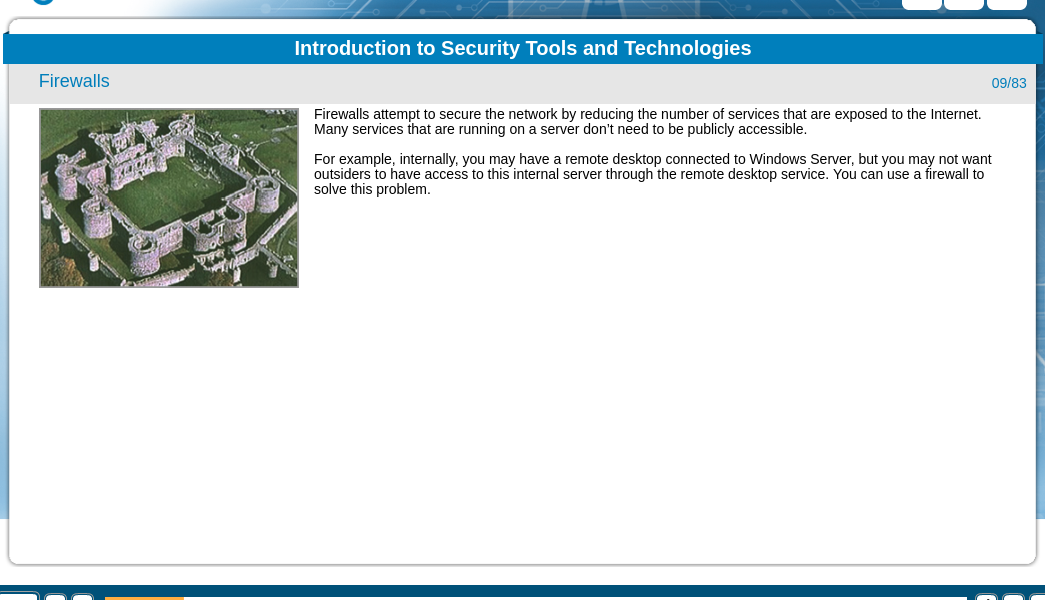 Introduction to Security Tools and Technologies
Firewalls
09/83
Firewalls attempt to secure the network by reducing the number of services that are exposed to the Internet.
Many services that are running on a server don’t need to be publicly accessible.
For example, internally, you may have a remote desktop connected to Windows Server, but you may not want
outsiders to have access to this internal server through the remote desktop service. You can use a firewall to
solve this problem.